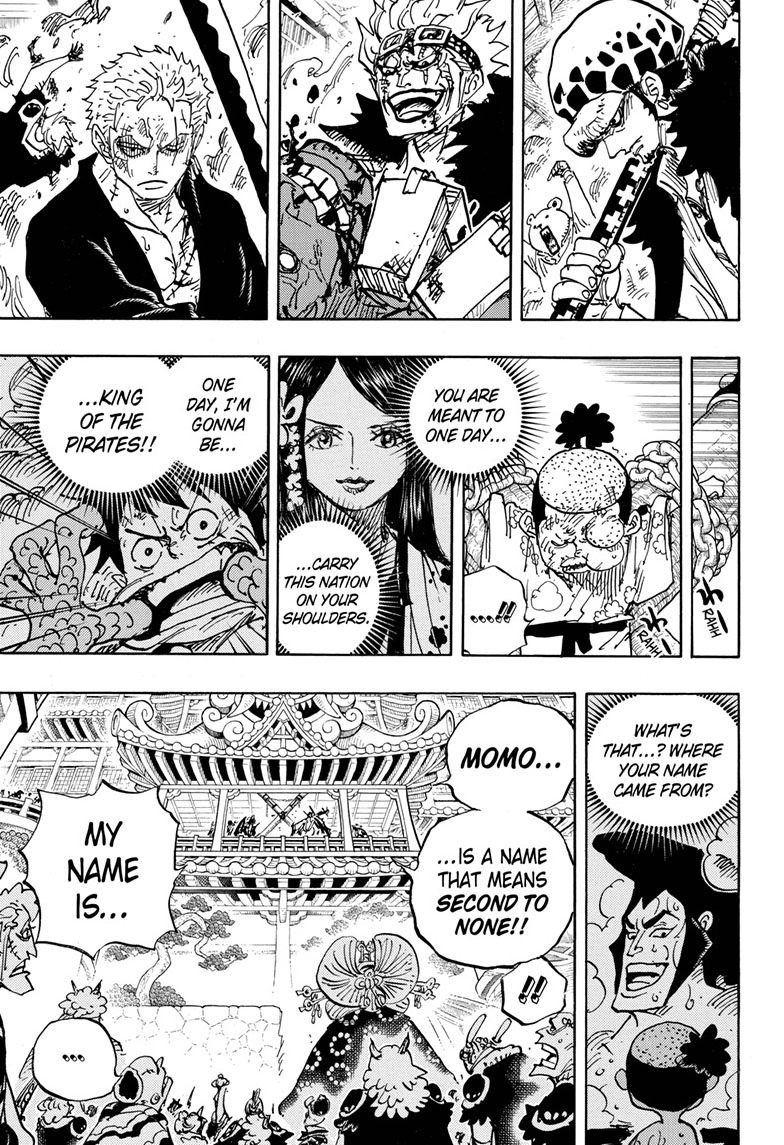 YOU ARE
MEANT TO
ONE DAY...
...CARRY
THIS NATION
ON YOUR
SHOULDERS.
ONE
DAY, I'M
GONNA
BE...
...KING
OF THE
PIRATES!!
RAHH
RAHH
.....!!
WHAT'S
THAT...? WHERE
YOUR NAME
CAME FROM?
MOMO...
...IS A NAME
THAT MEANS
SECOND TO
NONE!!
!!
MY
NAME
IS...
...